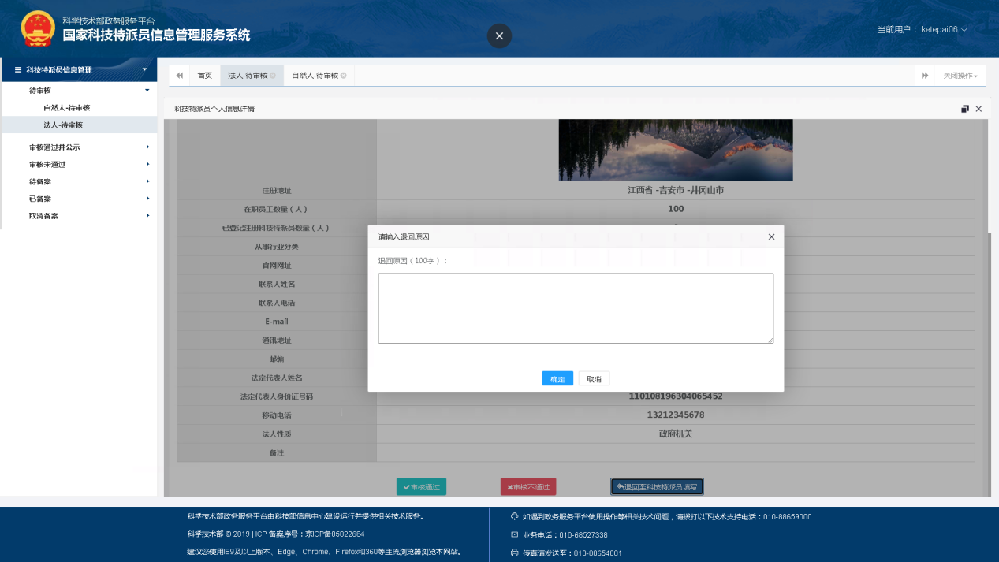 科学技术部政务服务平台
国家科技特派员信息管理服务系统
当前用户： ketepai06
科技特派员信息管理
待审核
自然人-待审核
法人-待审核
审核通过并公示
审核未通过
待备案
已备案
取消备案
首页
法人-待审核
自然人-待审核
关闭操作
科技特派员个人信息详情
注册地址
江西省 -吉安市 -井冈山市
在职员工数量（人）
100
已登记注册科技特派员数量（人）
从事行业分类
官网网址
联系人姓名
联系人电话
E-mail
通讯地址
邮编
法定代表人姓名
法定代表人身份证号码
110108196304065452
移动电话
13212345678
法人性质
政府机关
备注
请输入退回原因
退回原因（100字）：
确定
取消
审核通过
审核不通过
退回至科技特派员填写
科学技术部政务服务平台由科技部信息中心建设运行并提供相关技术服务。
科学技术部 © 2019 | ICP 备案序号：京ICP备05022684
建议您使用IE9及以上版本、Edge、Chrome、Firefox和360等主流浏览器浏览本网站。
如遇到政务服务平台使用操作等相关技术问题，请拨打以下技术支持电话：010-88659000
业务电话：010-68527338
传真请发送至：010-88654001